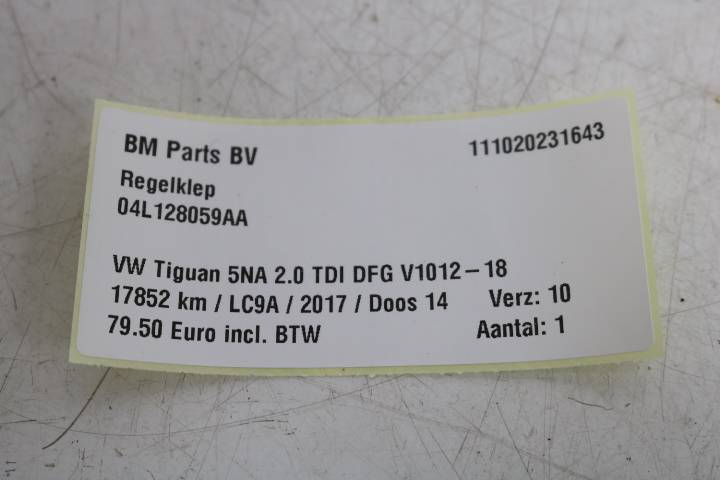 BM Parts BV 111020231643
Regelklep
04L128059AA
VW Tiguan 5NA 2.0 TDI DFG V1012-18
17852 km / LC9A / 2017 / Doos 14 Verz: 10
79.50 Euro incl. BTW Aantal: 1